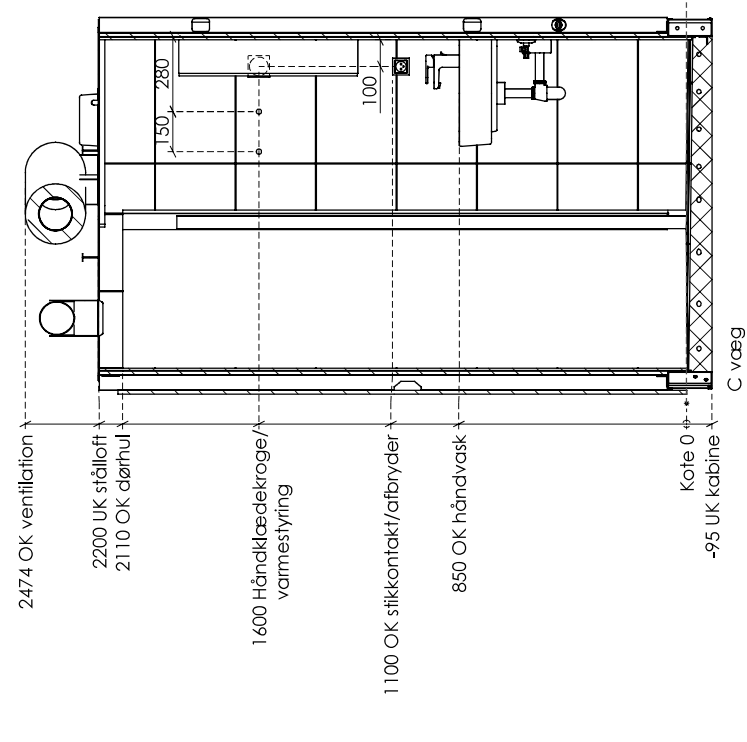 2474 OK ventilation
2200 UK stålloft
2110 OK dørhul
1600 Håndklædekroge/
varmestyring
1100 OK stikkontakt/afbryder
850 OK håndvask
Kote 0
-95 UK kabine
C væg
280
150
100